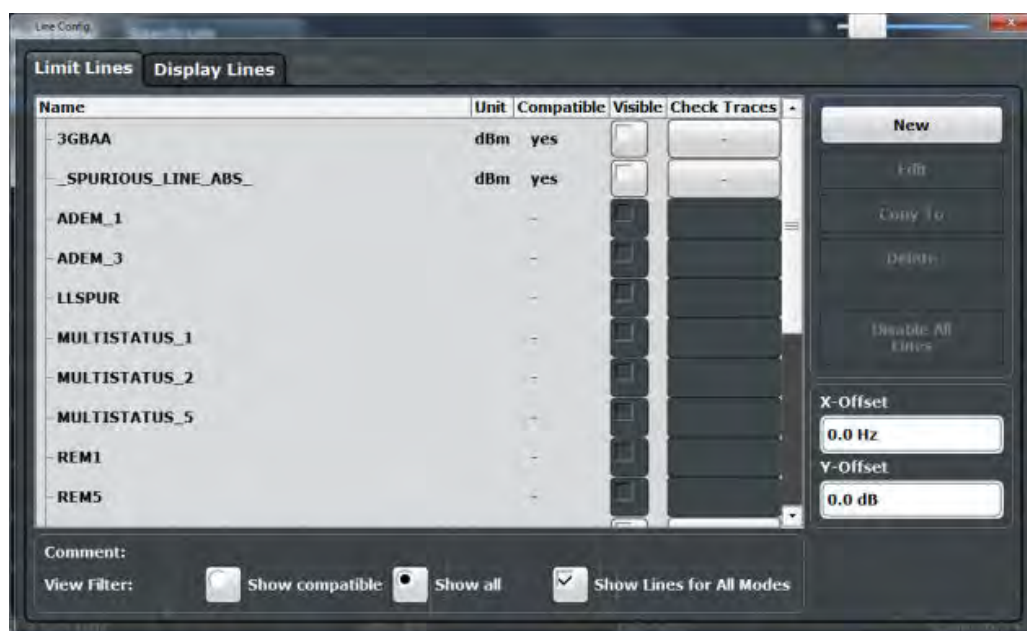 Line Config
Limit Lines Display Lines
Name Unit Compatible Visible Check Traces
3GBAA dBm yes -
_SPURIOUS_LINE_ABS_ dBm yes -
ADEM_1 -
ADEM_3 -
LLSPUR -
MULTISTATUS_1 -
MULTISTATUS_2 -
MULTISTATUS_5 -
REM1 -
REM5 -
New
Edit
Copy To
Delete
Disable All
Lines
X-Offset
0.0 Hz
Y-Offset
0.0 dB
Comment:
View Filter: Show compatible Show all Show Lines for All Modes